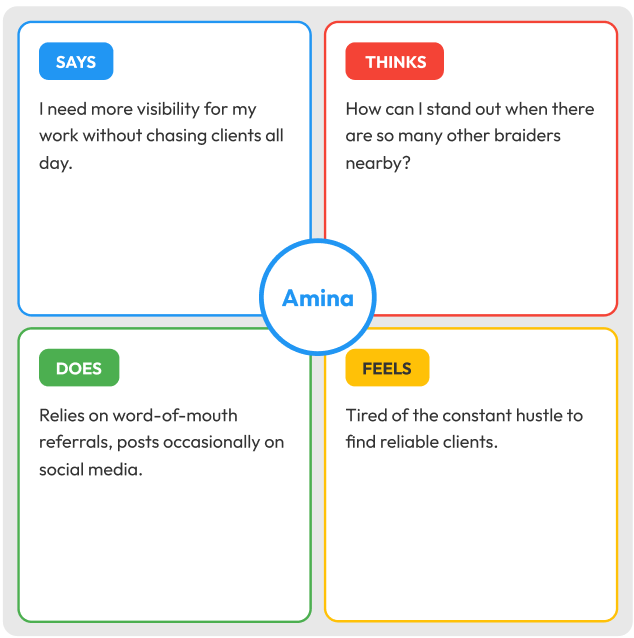 SAYS
I need more visibility for my
work without chasing clients all
day.
THINKS
How can I stand out when there
are so many other braiders
nearby?
Amina
DOES
Relies on word-of-mouth
referrals, posts occasionally on
social media.
FEELS
Tired of the constant hustle to
find reliable clients.